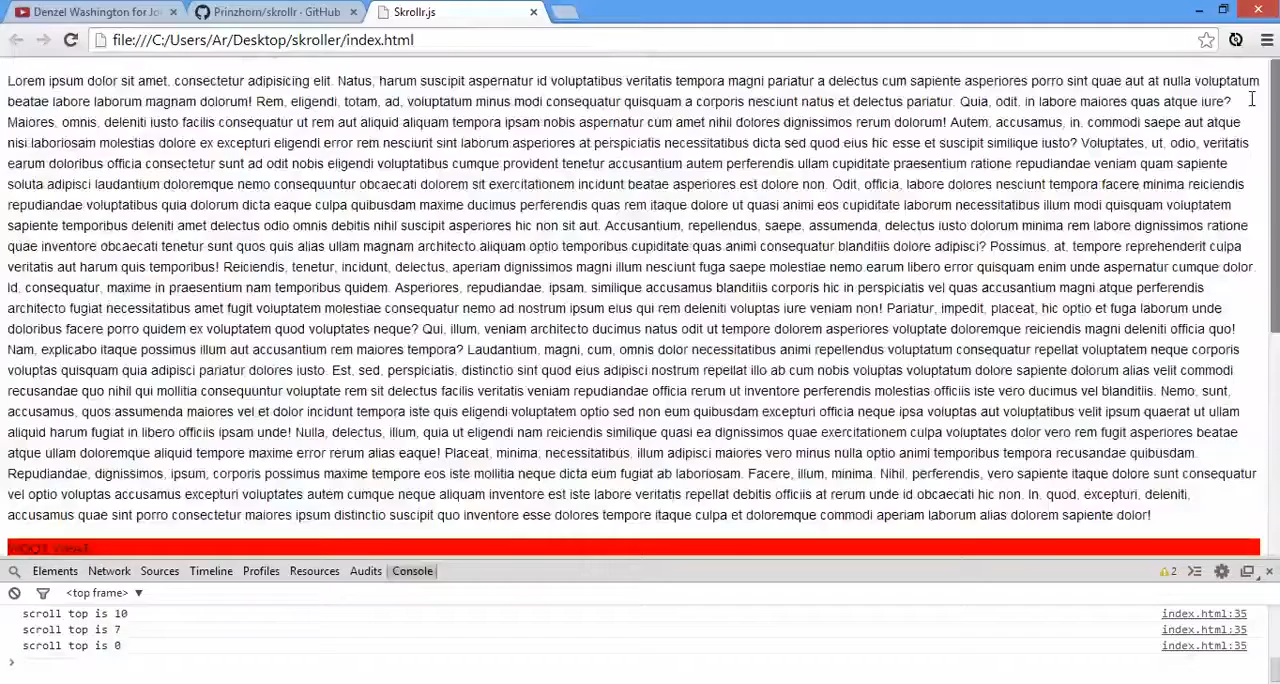 Denzel Washington for Jo
Prinzhorn/skrollr · GitHub
Skrollr.js
file:///C:/Users/Ar/Desktop/skroller/index.html
Lorem ipsum dolor sit amet, consectetur adipisicing elit. Natus, harum suscipit aspernatur id voluptatibus veritatis tempora magni pariatur a delectus cum sapiente asperiores porro sint quae aut at nulla voluptatum
beatae labore laborum magnam dolorum! Rem, eligendi, totam, ad, voluptatum minus modi consequatur quisquam a corporis nesciunt natus et delectus pariatur. Quia, odit, in labore maiores quas atque iure?
Maiores, omnis, deleniti iusto facilis consequatur ut rem aut aliquid aliquam tempora ipsam nobis aspernatur cum amet nihil dolores dignissimos rerum dolorum! Autem, accusamus, in, commodi saepe aut atque
nisi laboriosam molestias dolore ex excepturi eligendi error rem nesciunt sint laborum asperiores at perspiciatis necessitatibus dicta sed quod eius hic esse et suscipit similique iusto? Voluptates, ut, odio, veritatis
earum doloribus officia consectetur sunt ad odit nobis eligendi voluptatibus cumque provident tenetur accusantium autem perferendis ullam cupiditate praesentium ratione repudiandae veniam quam sapiente
soluta adipisci laudantium doloremque nemo consequuntur obcaecati dolorem sit exercitationem incidunt beatae asperiores est dolore non. Odit, officia, labore dolores nesciunt tempora facere minima reiciendis
repudiandae voluptatibus quia dolorum dicta eaque culpa quibusdam maxime ducimus perferendis quas rem itaque dolore ut quasi animi eos cupiditate laborum necessitatibus illum modi quisquam voluptatem
sapiente temporibus deleniti amet delectus odio omnis debitis nihil suscipit asperiores hic non sit aut. Accusantium, repellendus, saepe, assumenda, delectus iusto dolorum minima rem labore dignissimos ratione
quae inventore obcaecati tenetur sunt quos quis alias ullam magnam architecto aliquam optio temporibus cupiditate quas animi consequatur blanditiis dolore adipisci? Possimus, at, tempore reprehenderit culpa
veritatis aut harum quis temporibus! Reiciendis, tenetur, incidunt, delectus, aperiam dignissimos magni illum nesciunt fuga saepe molestiae nemo earum libero error quisquam enim unde aspernatur cumque dolor.
Id, consequatur, maxime in praesentium nam temporibus quidem. Asperiores, repudiandae, ipsam, similique accusamus blanditiis corporis hic in perspiciatis vel quas accusantium magni atque perferendis
architecto fugiat necessitatibus amet fugit voluptatem molestiae consequatur nemo ad nostrum ipsum eius qui rem deleniti voluptas iure veniam non! Pariatur, impedit, placeat, hic optio et fuga laborum unde
doloribus facere porro quidem ex voluptatem quod voluptates neque? Qui, illum, veniam architecto ducimus natus odit ut tempore dolorem asperiores voluptate doloremque reiciendis magni deleniti officia quo!
Nam, explicabo itaque possimus illum aut accusantium rem maiores tempora? Laudantium, magni, cum, omnis dolor necessitatibus animi repellendus voluptatum consequatur repellat voluptatem neque corporis
voluptas quisquam quia adipisci pariatur dolores iusto. Est, sed, perspiciatis, distinctio sint quod eius adipisci nostrum repellat illo ab cum nobis voluptas voluptatum dolore sapiente dolorum alias velit commodi
recusandae quo nihil qui mollitia consequuntur voluptate rem sit delectus facilis veritatis veniam repudiandae officia rerum ut inventore perferendis molestias officiis iste vero ducimus vel blanditiis. Nemo, sunt,
accusamus, quos assumenda maiores vel et dolor incidunt tempora iste quis eligendi voluptatem optio sed non eum quibusdam excepturi officia neque ipsa voluptas aut voluptatibus velit ipsum quaerat ut ullam
aliquid harum fugiat in libero officiis ipsam unde! Nulla, delectus, illum, quia ut eligendi nam reiciendis similique quasi ea dignissimos quae exercitationem culpa voluptates dolor vero rem fugit asperiores beatae
quae ullam doloremque aliquid tempore maxime error rerum alias eaque! Placeat, minima, necessitatibus, illum adipisci maiores vero minus nulla optio animi temporibus tempora recusandae quibusdam.
Repudiandae, dignissimos, ipsum, corporis possimus maxime tempore eos iste mollitia neque dicta eum fugiat ab laboriosam. Facere, illum, minima. Nihil, perferendis, vero sapiente itaque dolore sunt consequatur
vel optio voluptas accusamus excepturi voluptates autem cumque neque aliquam inventore est iste labore veritatis repellat debitis officiis at rerum unde id obcaecati hic non. In, quod, excepturi, deleniti,
accusamus quae sint porro consectetur maiores ipsum distinctio suscipit quo inventore esse dolores tempore itaque culpa et doloremque commodi aperiam laborum alias dolorem sapiente dolor!
Elements Network Sources Timeline Profiles Resources Audits Console
2
<top frame>
scroll top is 10 index.html:35
scroll top is 7 index.html:35
scroll top is 0 index.html:35